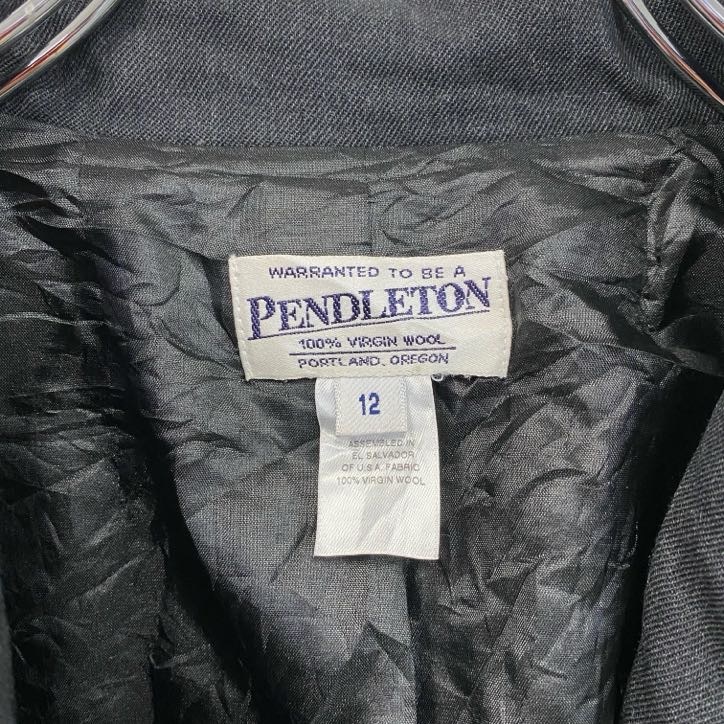 WARRANTED TO BE A
PENDLETON
100% VIRGIN WOOL
PORTLAND, OREGON
12
ASSEMBLED IN
EL SALVADOR
OF U.S.A. FABRIC
100% VIRGIN WOOL